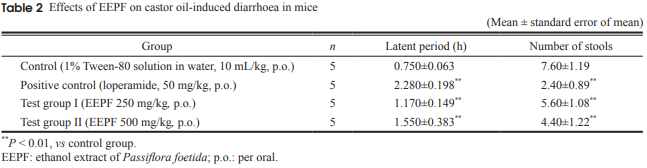 Table 2 Effects of EEPF on castor oil-induced diarrhoea in mice
(Mean ± standard error of mean)
Group n Latent period (h) Number of stools
Control (1% Tween-80 solution in water, 10 mL/kg, p.o.) 5 0.750±0.063 7.60±1.19
Positive control (loperamide, 50 mg/kg, p.o.) 5 2.280±0.198** 2.40±0.89**
Test group I (EEPF 250 mg/kg, p.o.) 5 1.170±0.149** 5.60±1.08**
Test group II (EEPF 500 mg/kg, p.o.) 5 1.550±0.383** 4.40±1.22**
**P < 0.01, vs control group.
EEPF: ethanol extract of Passiflora foetida; p.o.: per oral.